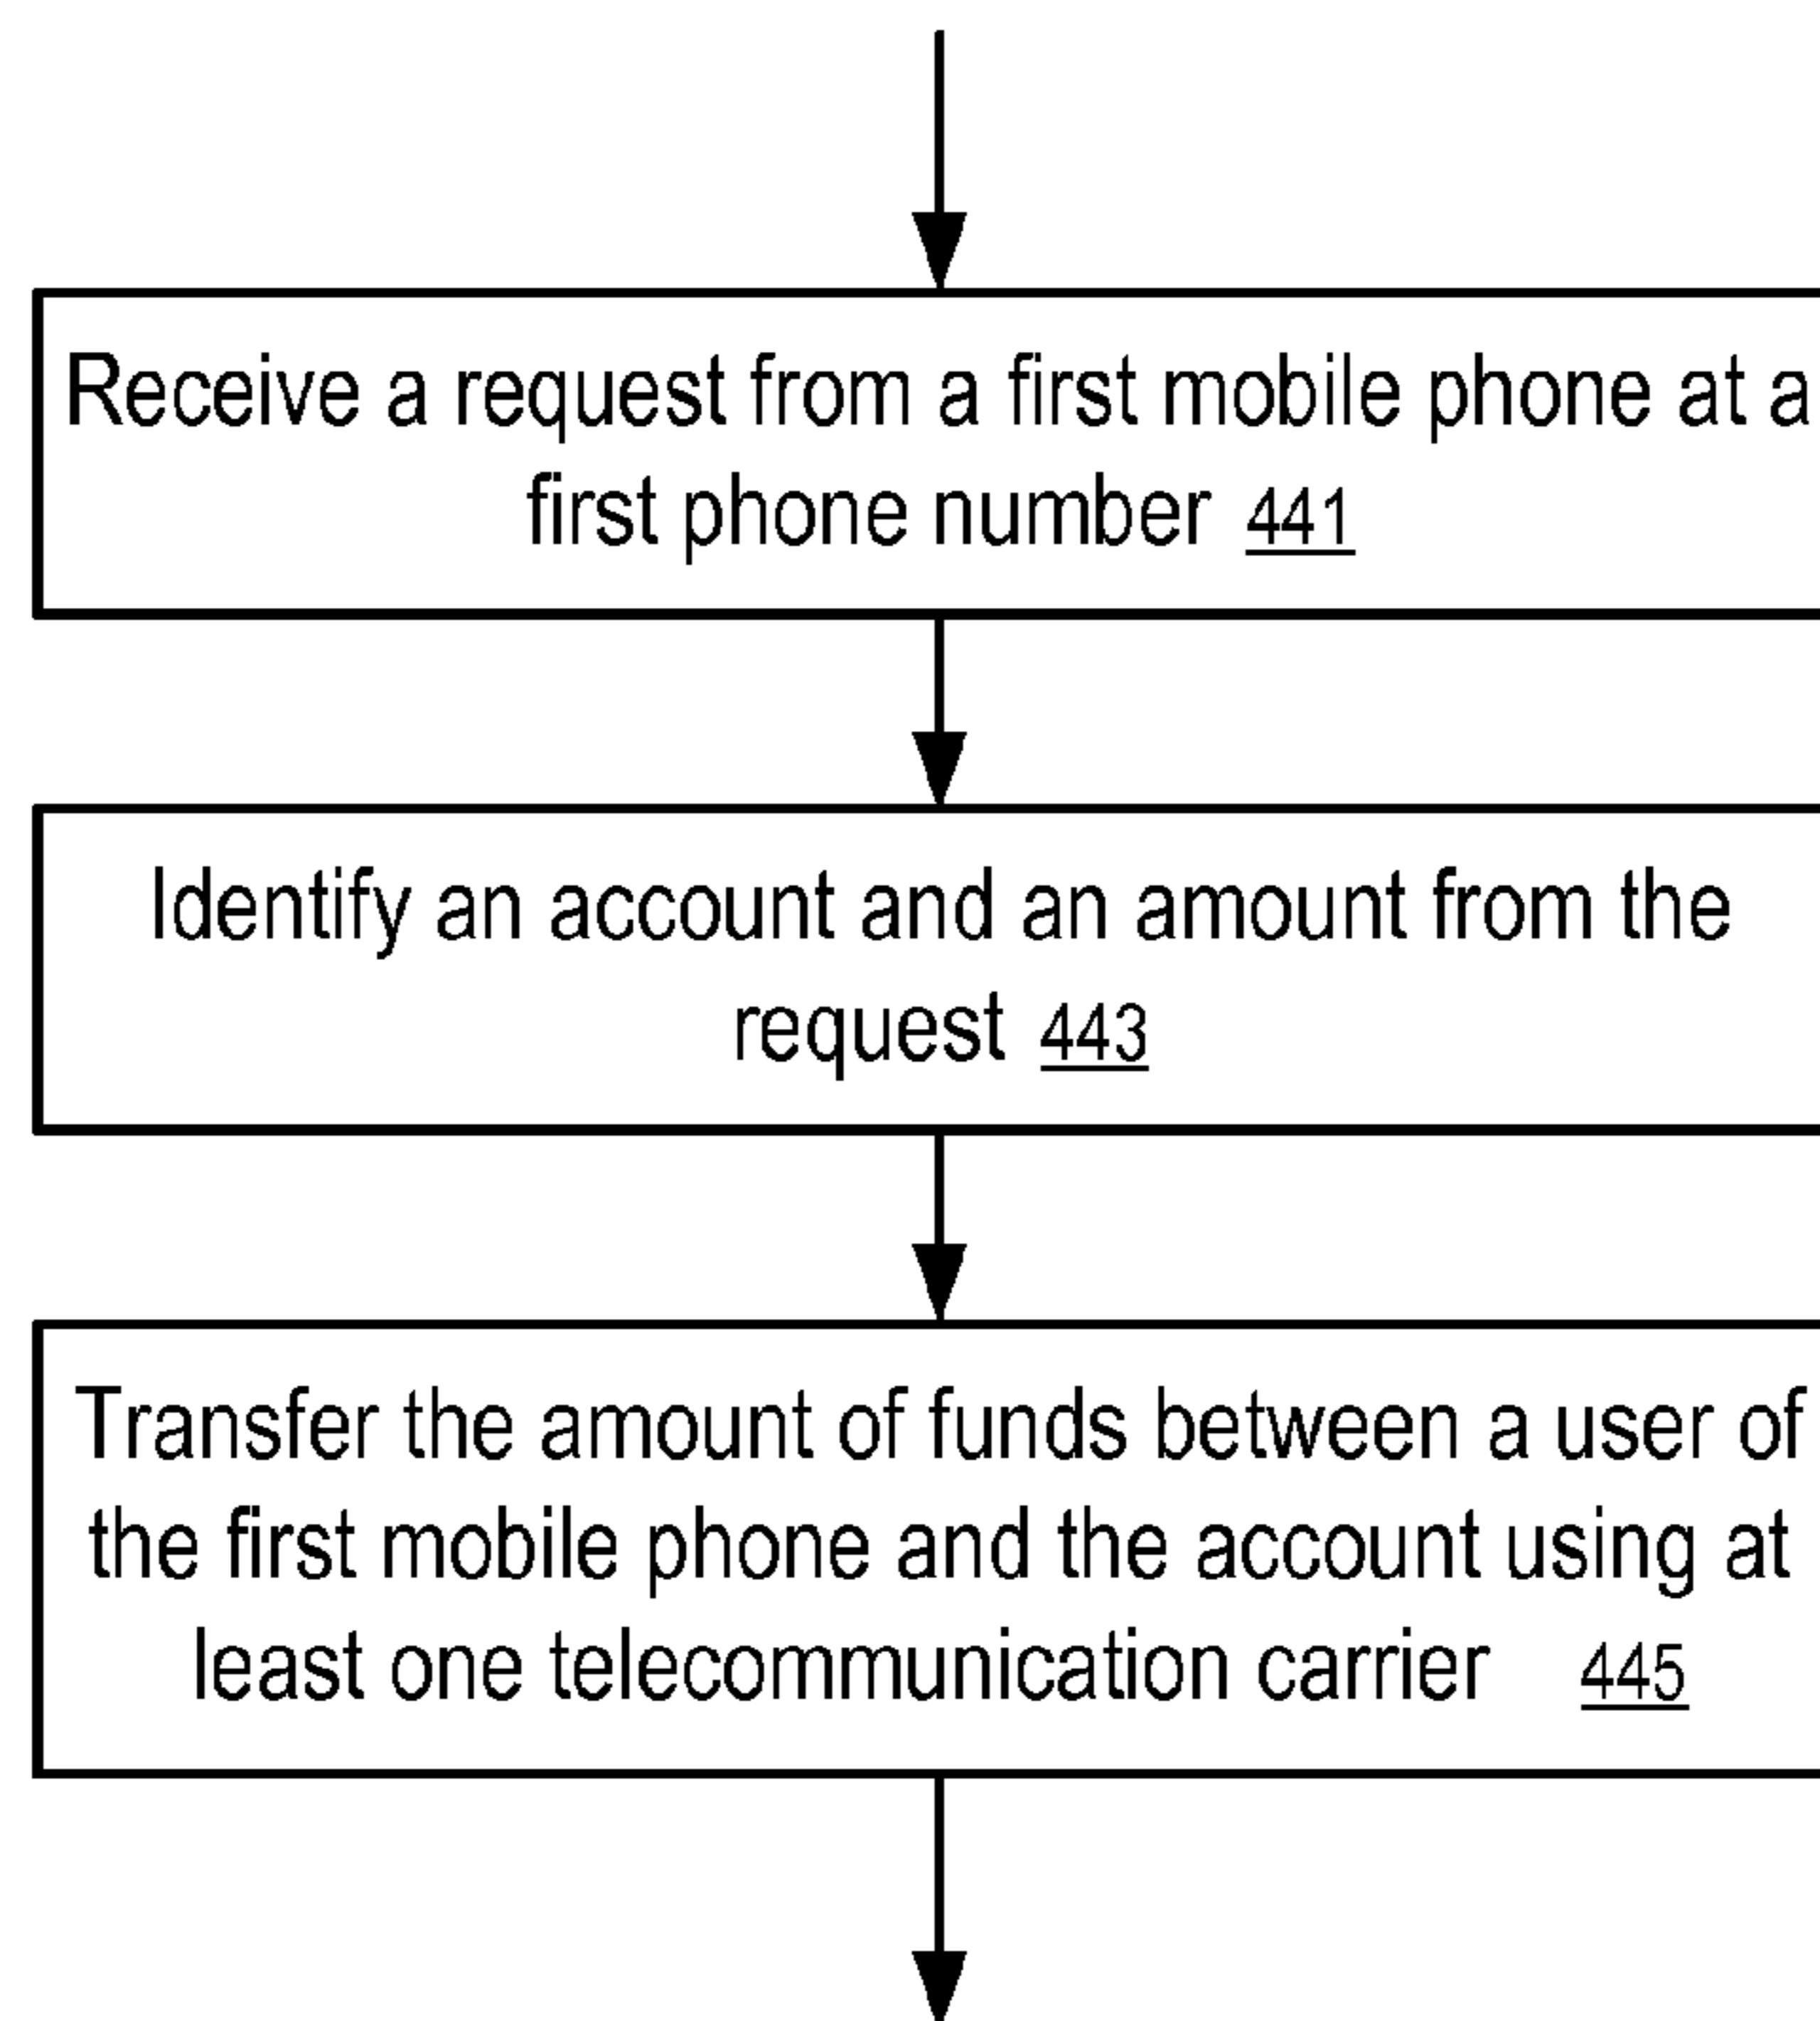 Receive a request from a first mobile phone at a
first phone number 441
Identify an account and an amount from the
request 443
Transfer the amount of funds between a user of
the first mobile phone and the account using at
least one telecommunication carrier 445